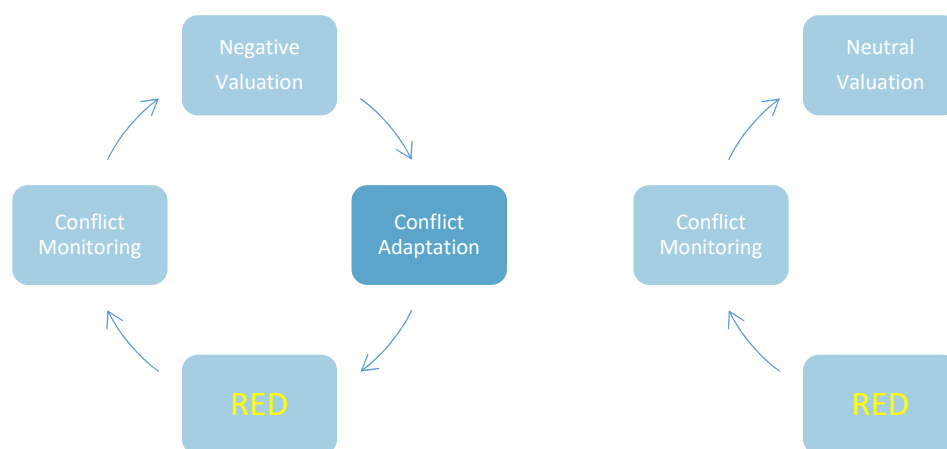 Negative
Valuation
Conflict
Monitoring
Conflict
Adaptation
RED
Neutral
Valuation
Conflict
Monitoring
RED